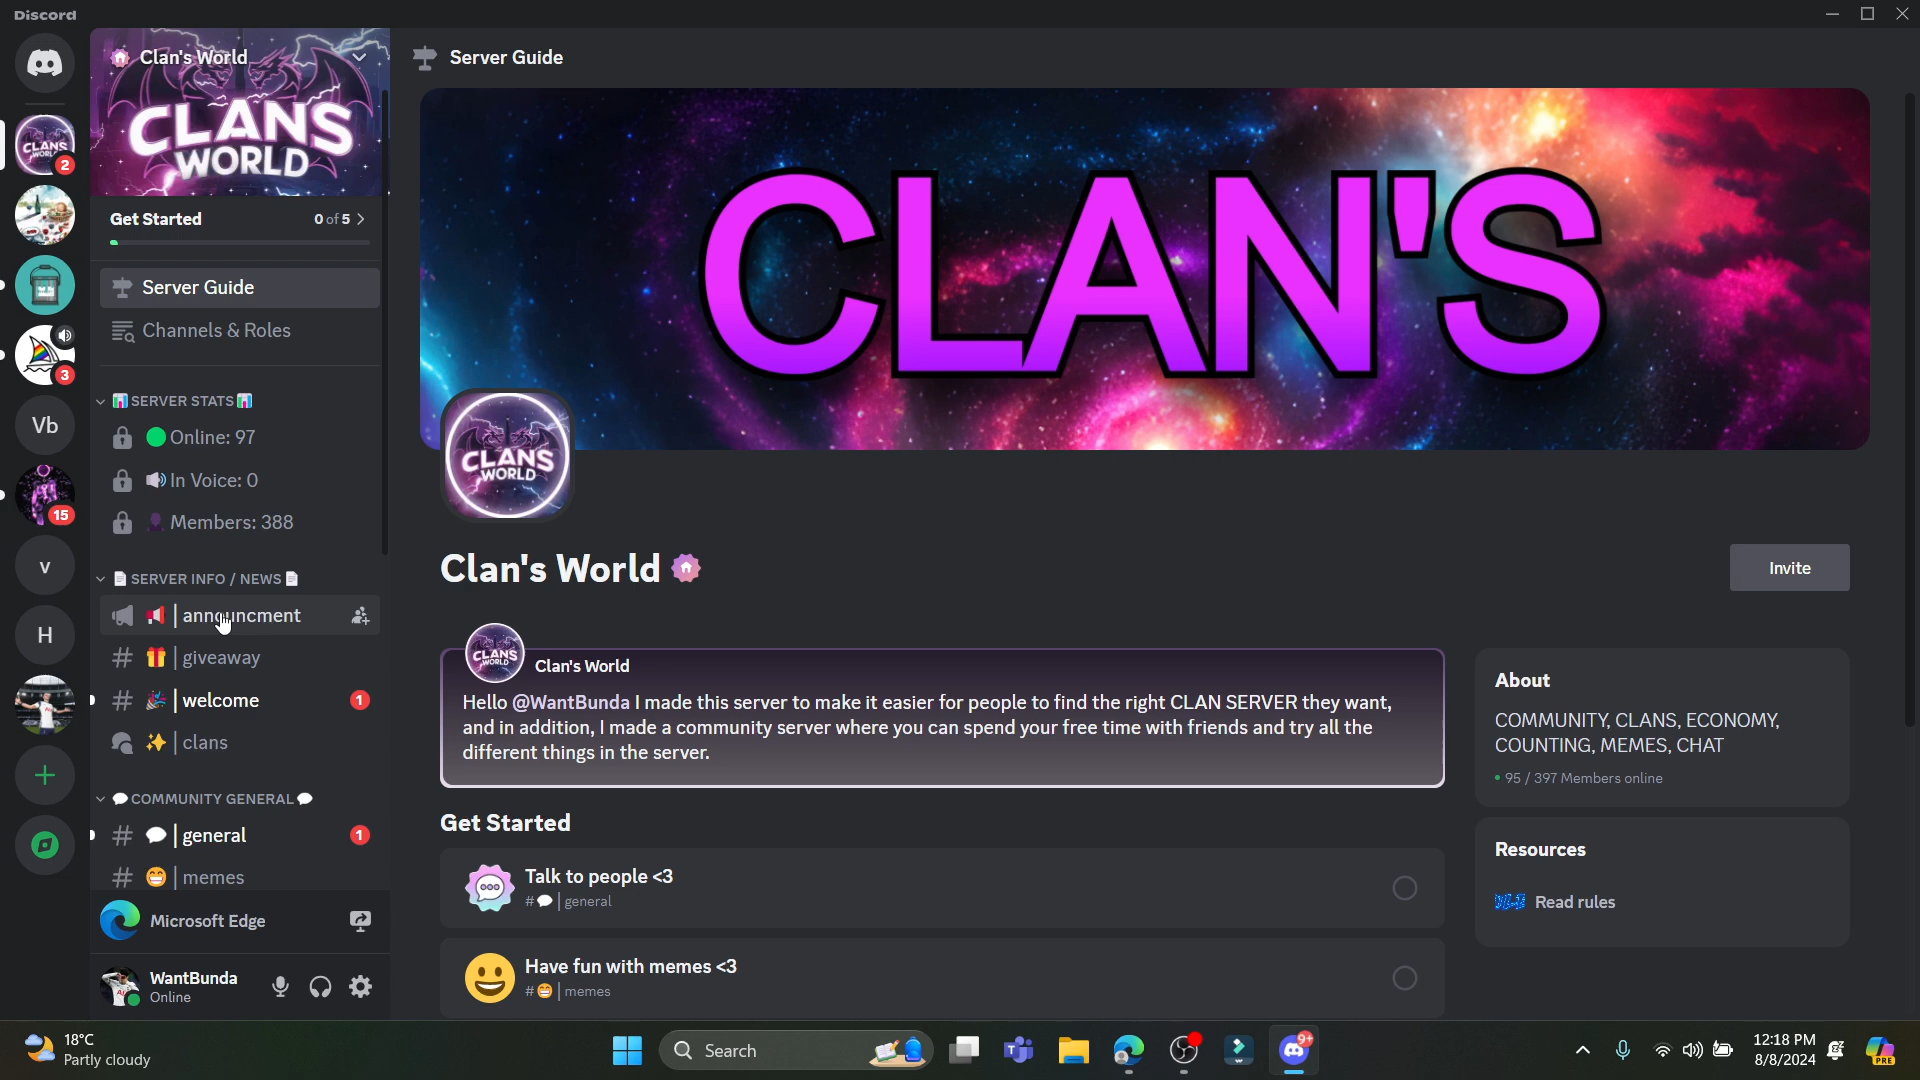 Discord
Clan's World
CLANS
WORLD
Get Started 0 of 5
Server Guide
Channels & Roles
SERVER STATS
Online: 97
In Voice: 0
Members: 388
SERVER INFO / NEWS
announcment
giveaway
welcome 1
clans
COMMUNITY GENERAL
general 1
memes
Microsoft Edge
WantBunda
Online
CLANS
WORLD
2
3
Vb
15
v
H
Server Guide
CLAN'S
CLANS
WORLD
Clan's World
Invite
CLANS
WORLD
Clan's World
Hello @WantBunda I made this server to make it easier for people to find the right CLAN SERVER they want,
and in addition, I made a community server where you can spend your free time with friends and try all the
different things in the server.
Get Started
Talk to people <3
# | general
Have fun with memes <3
# | memes
About
COMMUNITY, CLANS, ECONOMY,
COUNTING, MEMES, CHAT
95 / 397 Members online
Resources
Read rules
18°C
Partly cloudy
Search
9+
12:18 PM
8/8/2024
PRE